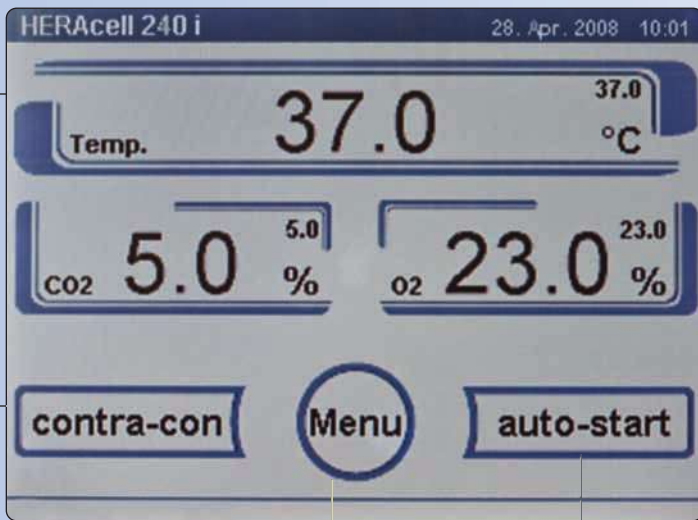 HERAcell 240 i 28. Apr. 2008 10:01
Temp. 37.0 37.0 °C
CO2 5.0 5.0 %
O2 23.0 23.0 %
contra-con Menu auto-start